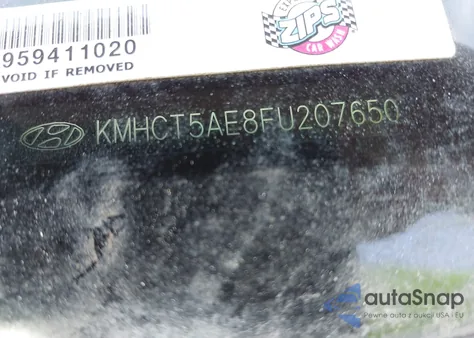 959411020
VOID IF REMOVED
ZIPS
CAR WASH
KMHCT5AE8FU207650
autaSnap
Pewne auta z aukcji USA i EU